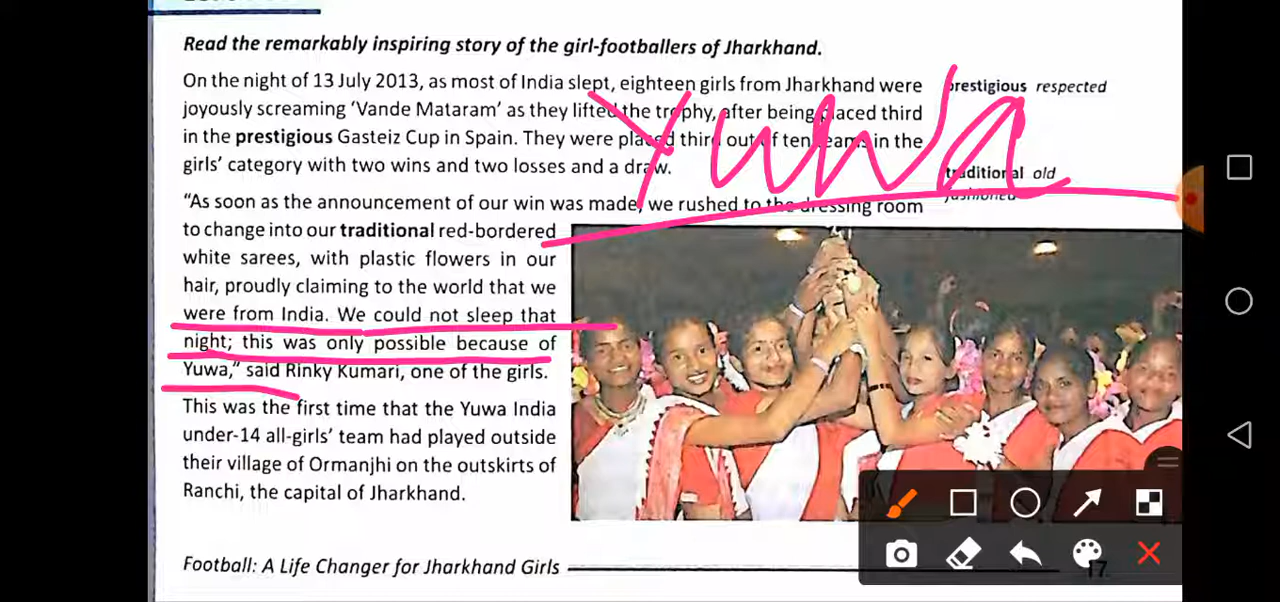 Read the remarkably inspiring story of the girl-footballers of Jharkhand.
On the night of 13 July 2013, as most of India slept, eighteen girls from Jharkhand were
joyously screaming ‘Vande Mataram’ as they lifted the trophy, after being placed third
in the prestigious Gasteiz Cup in Spain. They were placed third out of ten teams in the
girls’ category with two wins and two losses and a draw.
“As soon as the announcement of our win was made, we rushed to the dressing room
to change into our traditional red-bordered
white sarees, with plastic flowers in our
hair, proudly claiming to the world that we
were from India. We could not sleep that
night; this was only possible because of
Yuwa,” said Rinky Kumari, one of the girls.
This was the first time that the Yuwa India
under-14 all-girls’ team had played outside
their village of Ormanjhi on the outskirts of
Ranchi, the capital of Jharkhand.
prestigious respected
traditional old
fashioned
Yuwa
Football: A Life Changer for Jharkhand Girls
17